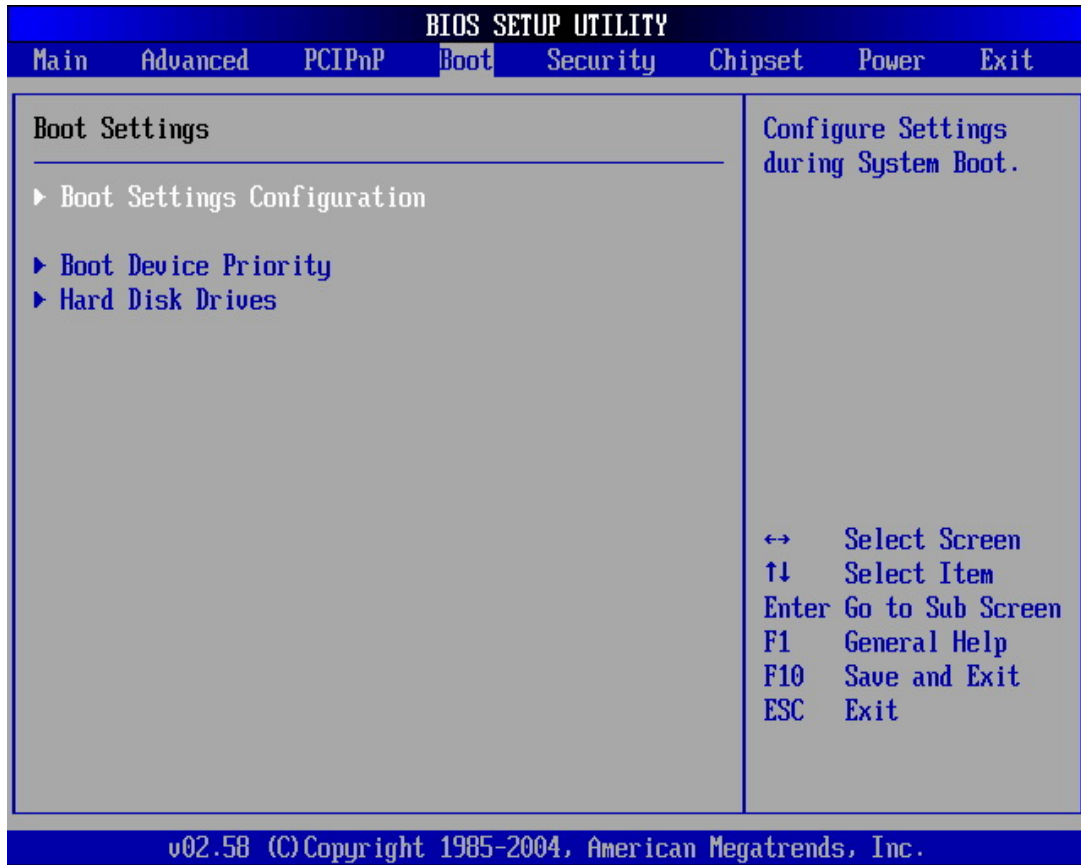 BIOS SETUP UTILITY
Main Advanced PCIPnP Boot Security Chipset Power Exit
Boot Settings
▶ Boot Settings Configuration
▶ Boot Device Priority
▶ Hard Disk Drives
Configure Settings
during System Boot.
←→ Select Screen
↑↓ Select Item
Enter Go to Sub Screen
F1 General Help
F10 Save and Exit
ESC Exit
v02.58 (C)Copyright 1985-2004, American Megatrends, Inc.